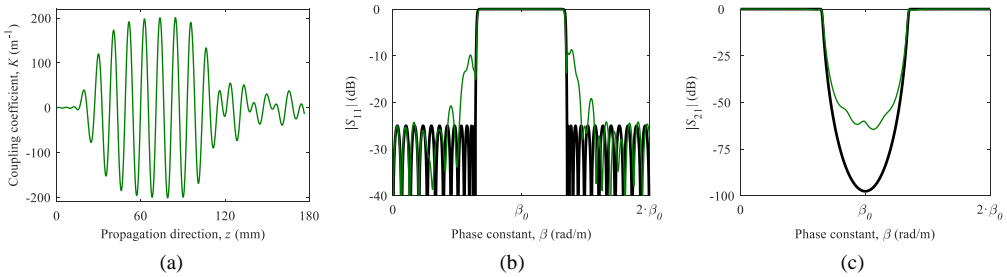 200
100
0
-100
-200
Coupling coefficient, K (m⁻¹)
0 60 120 180
Propagation direction, z (mm)
(a)
0
-10
-20
-30
-40
|S₁₁| (dB)
0 β₀ 2·β₀
Phase constant, β (rad/m)
(b)
0
-25
-50
-75
-100
|S₂₁| (dB)
0 β₀ 2·β₀
Phase constant, β (rad/m)
(c)